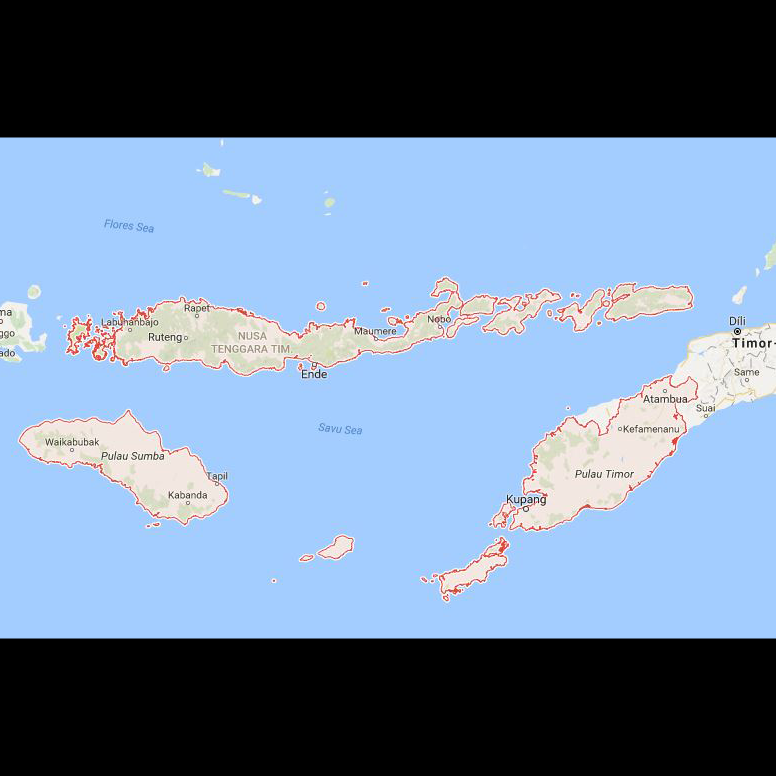 Flores Sea
ma
ggo
ado
Labuhanbajo
Rapet
Ruteng
NUSA
TENGGARA TIM.
Ende
Maumere
Nobo
Díli
Timor-
Same
Suai
Atambua
Kefamenanu
Savu Sea
Waikabubak
Pulau Sumba
Tapil
Kabanda
Pulau Timor
Kupang